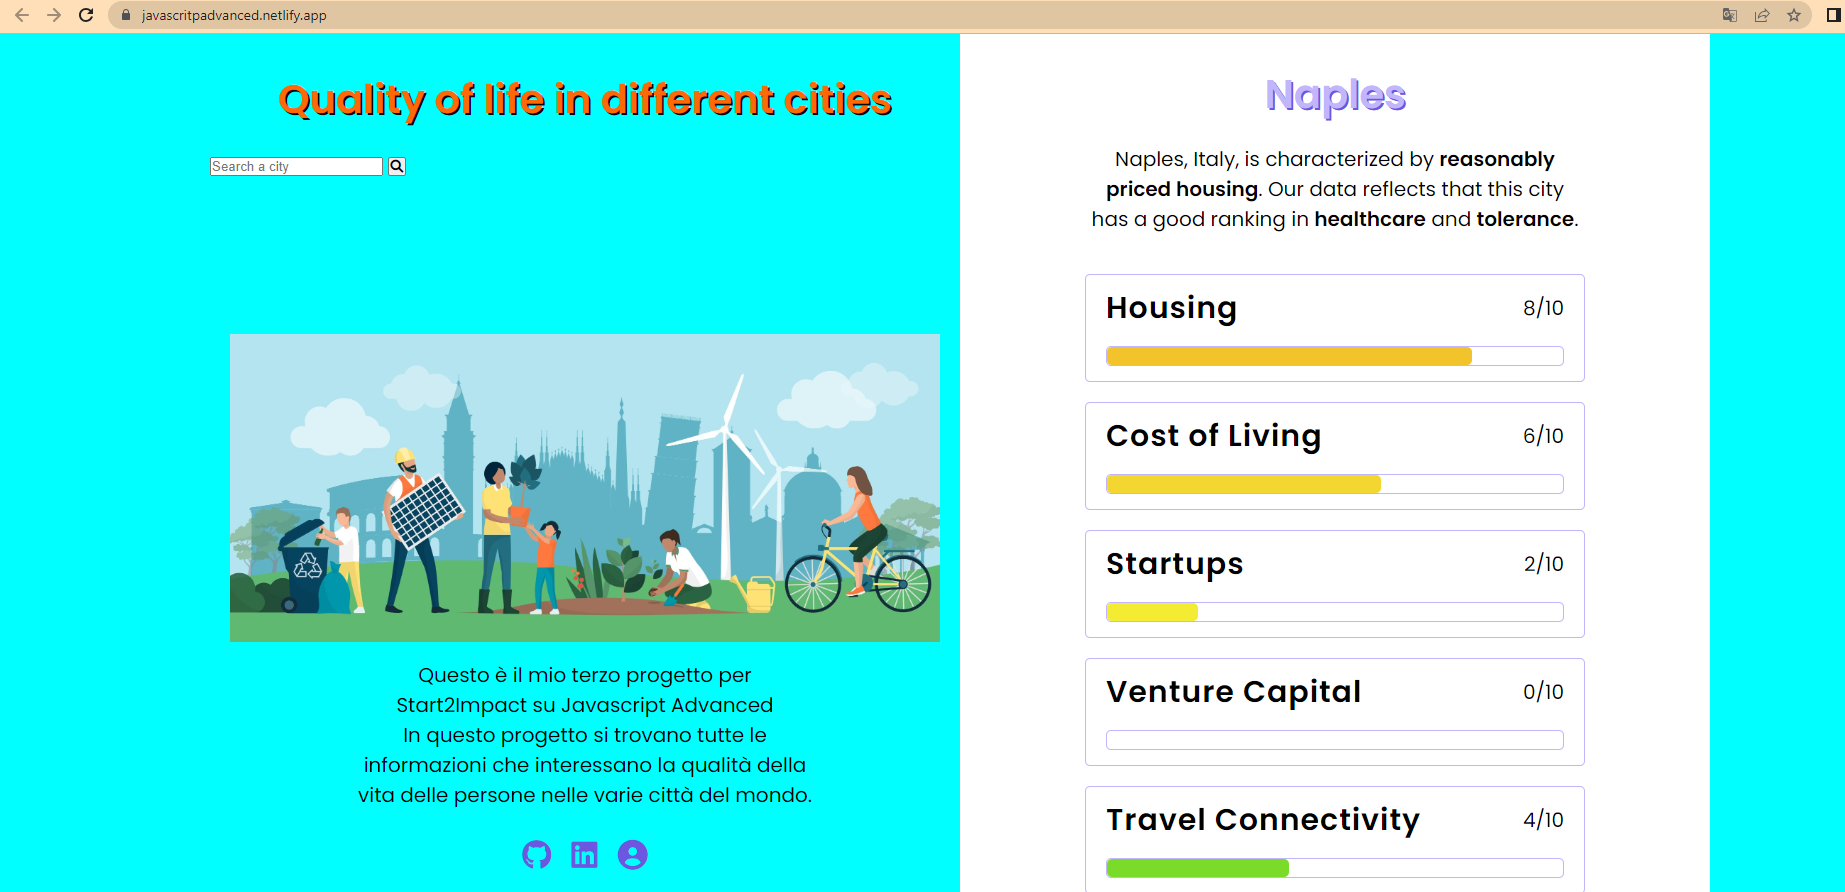 javascritpadvanced.netlify.app
Quality of life in different cities
Search a city
Questo è il mio terzo progetto per
Start2Impact su Javascript Advanced
In questo progetto si trovano tutte le
informazioni che interessano la qualità della
vita delle persone nelle varie città del mondo.
Naples
Naples, Italy, is characterized by reasonably
priced housing. Our data reflects that this city
has a good ranking in healthcare and tolerance.
Housing 8/10
Cost of Living 6/10
Startups 2/10
Venture Capital 0/10
Travel Connectivity 4/10